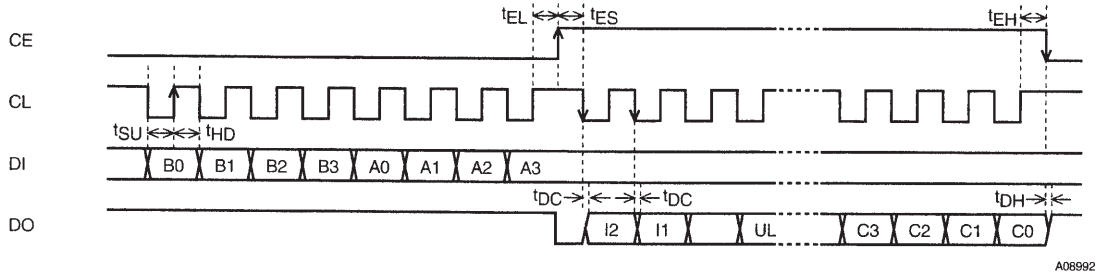 tEL tES tEH
CE
CL
tSU tHD
DI B0 B1 B2 B3 A0 A1 A2 A3
tDC tDC tDH
DO I2 I1 UL C3 C2 C1 C0
A08992